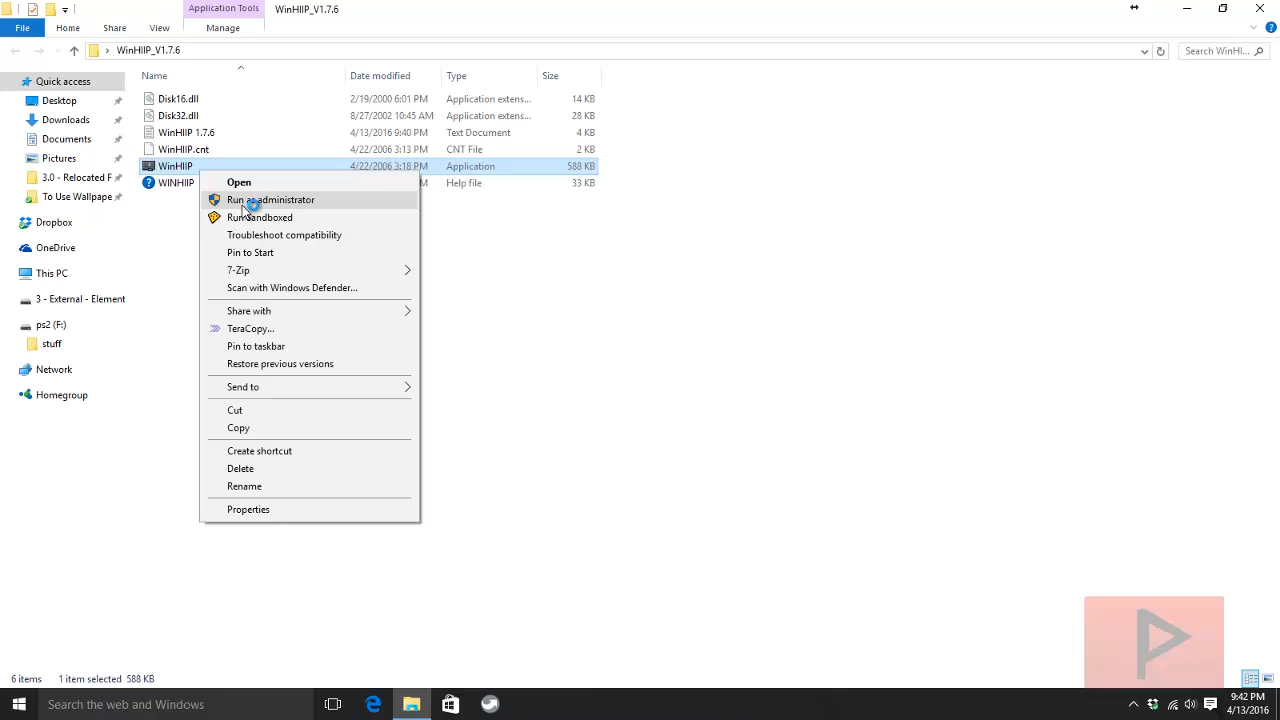 Application Tools WinHIIP_V1.7.6
File Home Share View Manage
WinHIIP_V1.7.6 Search WinHI...
Name Date modified Type Size
Quick access
Desktop
Downloads
Documents
Pictures
3.0 - Relocated F
To Use Wallpape
Dropbox
OneDrive
This PC
3 - External - Element
ps2 (F:)
stuff
Network
Homegroup
Disk16.dll 2/19/2000 6:01 PM Application extens... 14 KB
Disk32.dll 8/27/2002 10:45 AM Application extens... 28 KB
WinHIIP 1.7.6 4/13/2016 9:40 PM Text Document 4 KB
WinHIIP.cnt 4/22/2006 3:13 PM CNT File 2 KB
WinHIIP 4/22/2006 3:18 PM Application 588 KB
WINHIIP M Help file 33 KB
Open
Run as administrator
Run sandboxed
Troubleshoot compatibility
Pin to Start
7-Zip
Scan with Windows Defender...
Share with
TeraCopy...
Pin to taskbar
Restore previous versions
Send to
Cut
Copy
Create shortcut
Delete
Rename
Properties
6 items 1 item selected 588 KB
P
Search the web and Windows
9:42 PM
4/13/2016